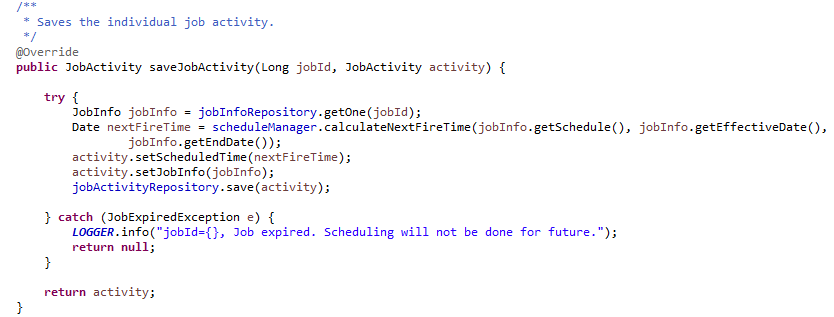 /**
 * Saves the individual job activity.
 */
@Override
public JobActivity saveJobActivity(Long jobId, JobActivity activity) {
try {
JobInfo jobInfo = jobInfoRepository.getOne(jobId);
Date nextFireTime = scheduleManager.calculateNextFireTime(jobInfo.getSchedule(), jobInfo.getEffectiveDate(),
jobInfo.getEndDate());
activity.setScheduledTime(nextFireTime);
activity.setJobInfo(jobInfo);
jobActivityRepository.save(activity);
} catch (JobExpiredException e) {
LOGGER.info("jobId={}, Job expired. Scheduling will not be done for future.");
return null;
}
return activity;
}